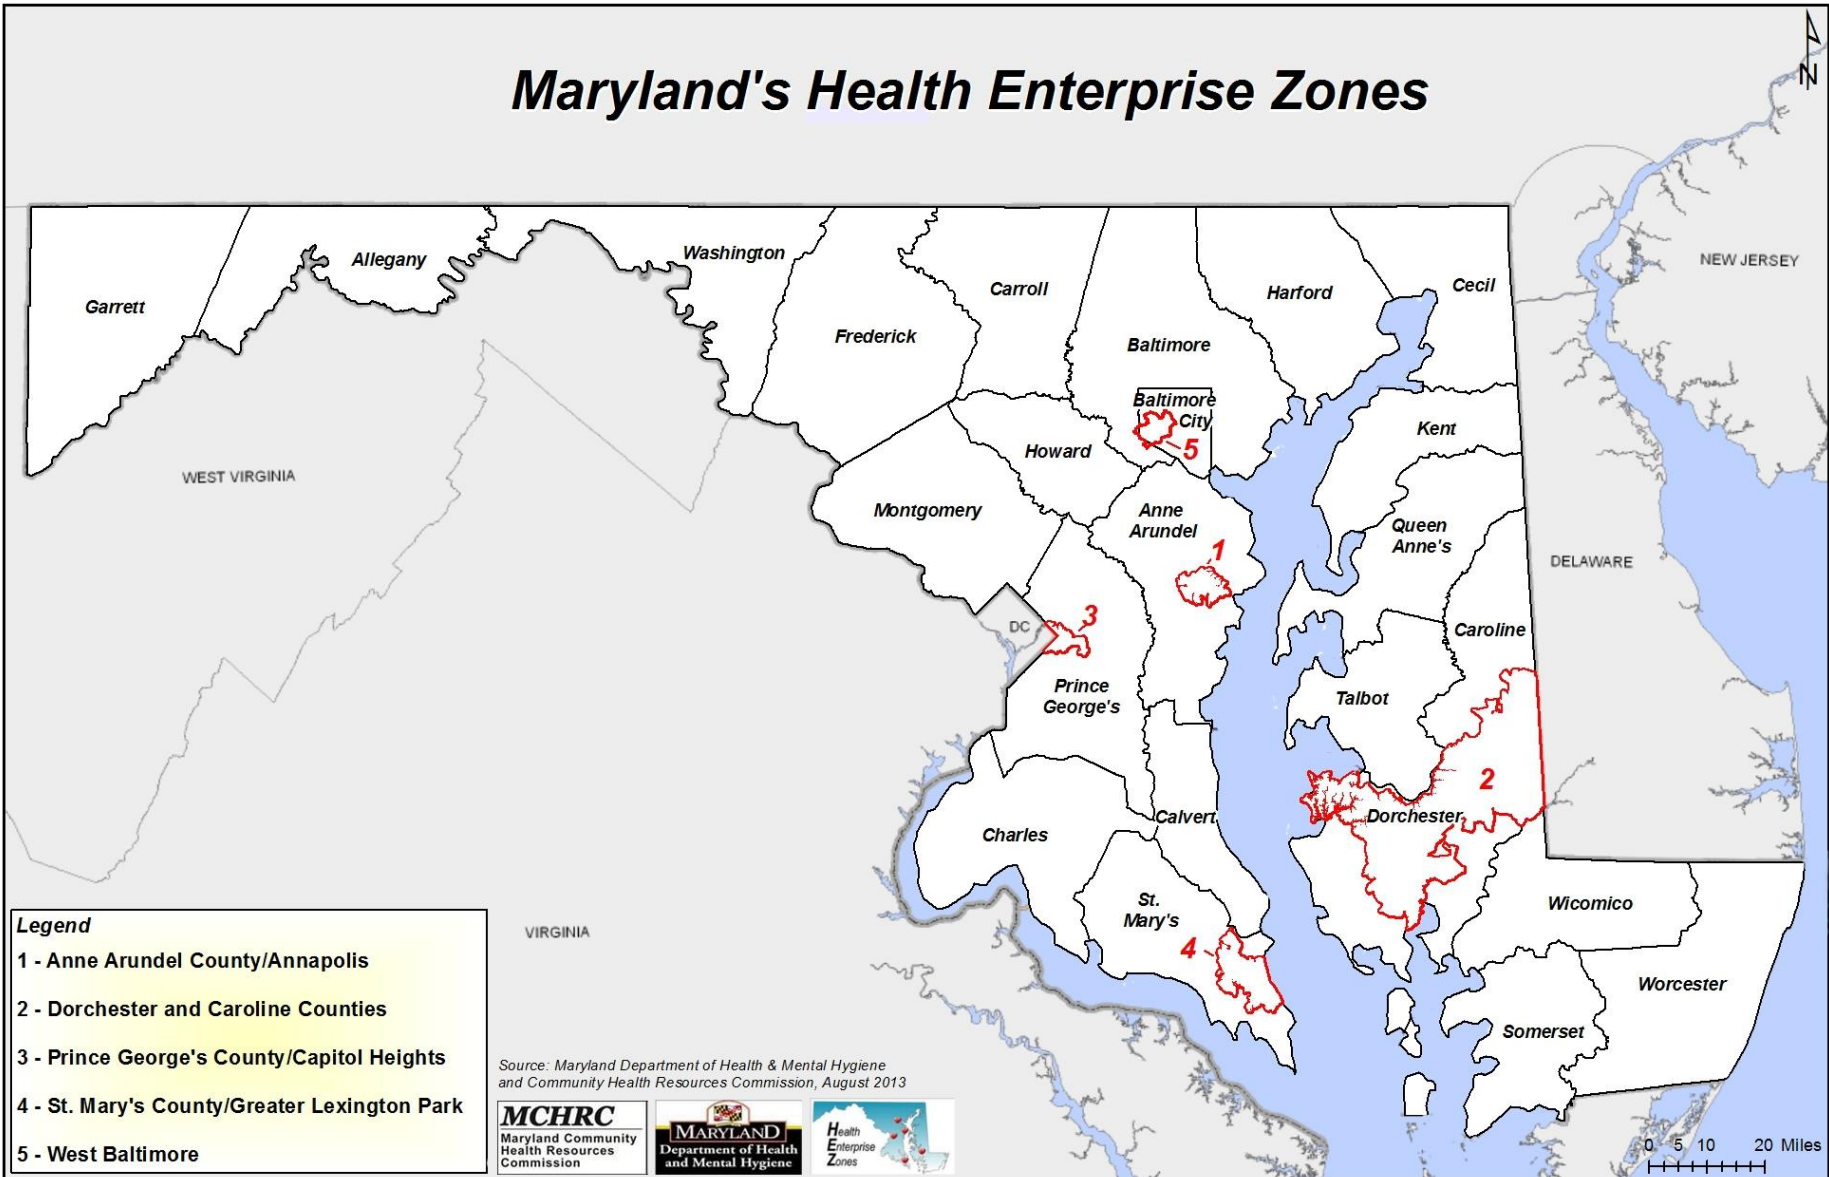 Maryland's Health Enterprise Zones
N
Garrett
Allegany
Washington
Frederick
Carroll
Baltimore
Harford
Cecil
NEW JERSEY
Baltimore
City
5
Kent
Howard
WEST VIRGINIA
Montgomery
Anne
Arundel
1
Queen
Anne's
DELAWARE
DC
3
Caroline
Prince
George's
Talbot
2
Dorchester
Calvert
Charles
St.
Mary's
4
Wicomico
VIRGINIA
Worcester
Somerset
Legend
1 - Anne Arundel County/Annapolis
2 - Dorchester and Caroline Counties
3 - Prince George's County/Capitol Heights
4 - St. Mary's County/Greater Lexington Park
5 - West Baltimore
Source: Maryland Department of Health & Mental Hygiene
and Community Health Resources Commission, August 2013
MCHRC
Maryland Community
Health Resources
Commission
MARYLAND
Department of Health
and Mental Hygiene
Health
Enterprise
Zones
0 5 10 20 Miles